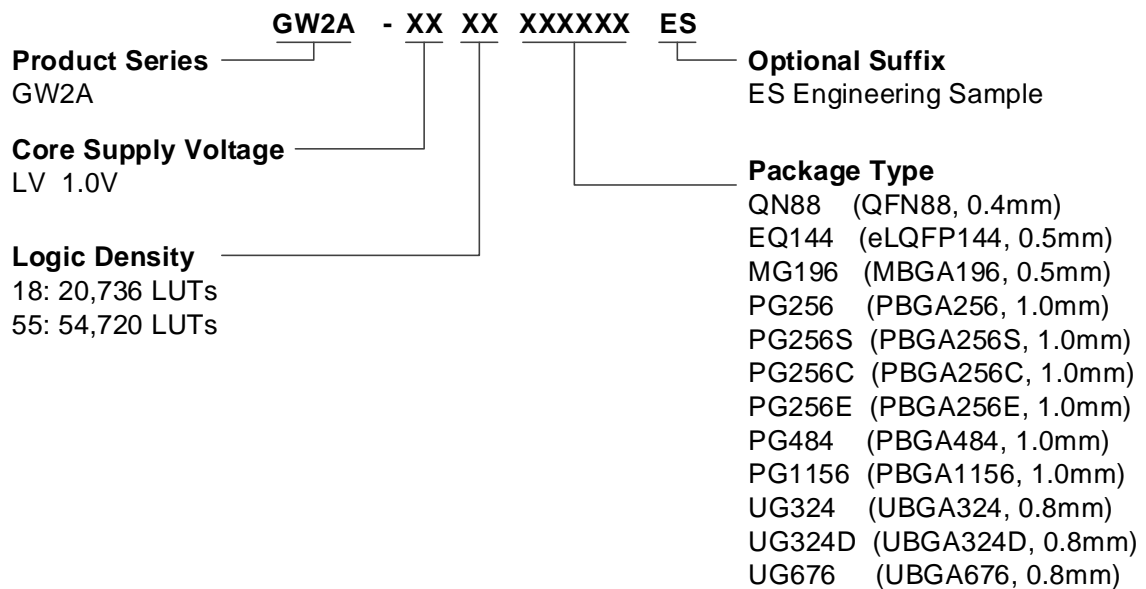 GW2A - XX XX XXXXXX ES
Product Series
GW2A
Core Supply Voltage
LV 1.0V
Logic Density
18: 20,736 LUTs
55: 54,720 LUTs
Optional Suffix
ES Engineering Sample
Package Type
QN88 (QFN88, 0.4mm)
EQ144 (eLQFP144, 0.5mm)
MG196 (MBGA196, 0.5mm)
PG256 (PBGA256, 1.0mm)
PG256S (PBGA256S, 1.0mm)
PG256C (PBGA256C, 1.0mm)
PG256E (PBGA256E, 1.0mm)
PG484 (PBGA484, 1.0mm)
PG1156 (PBGA1156, 1.0mm)
UG324 (UBGA324, 0.8mm)
UG324D (UBGA324D, 0.8mm)
UG676 (UBGA676, 0.8mm)